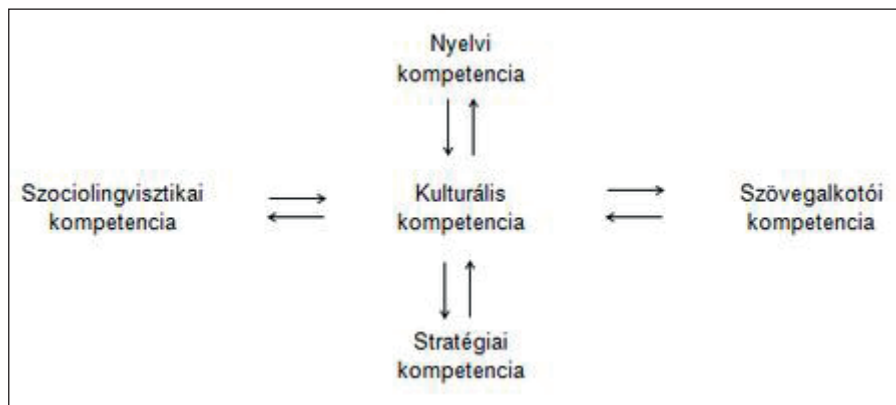 Nyelvi
kompetencia
Szociolingvisztikai
kompetencia
Kulturális
kompetencia
Szövegalkotói
kompetencia
Stratégiai
kompetencia